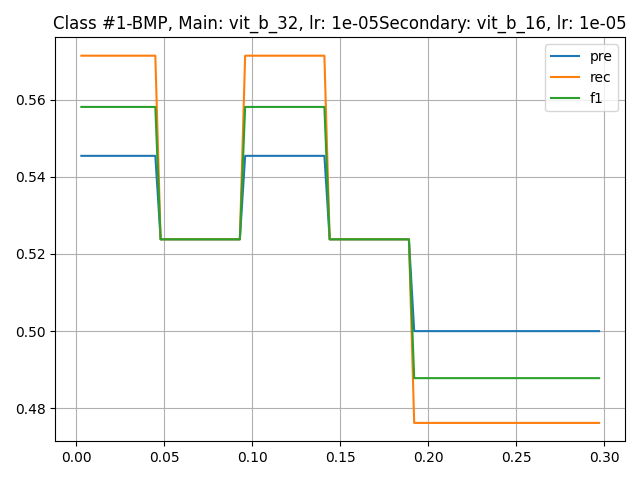 Class #1-BMP, Main: vit_b_32, lr: 1e-05Secondary: vit_b_16, lr: 1e-05
pre
rec
f1
0.56
0.54
0.52
0.50
0.48
0.00 0.05 0.10 0.15 0.20 0.25 0.30